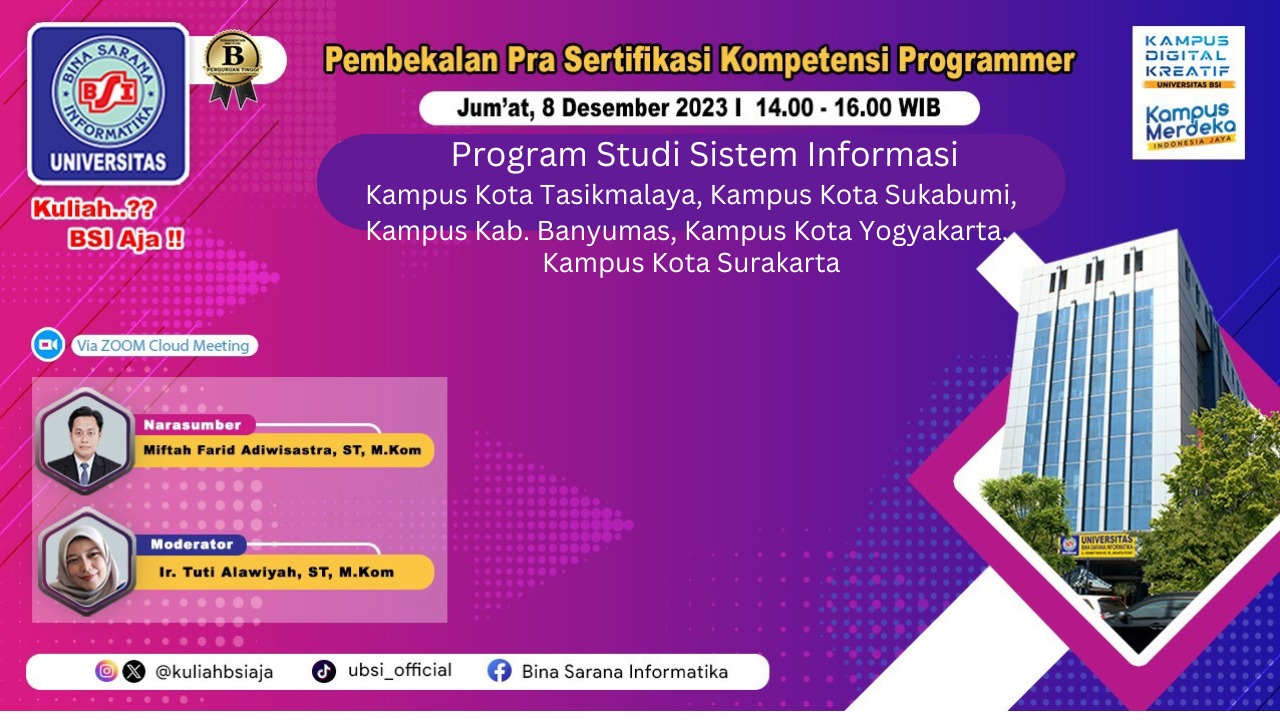 BINA SARANA
BSI
INFORMATIKA
UNIVERSITAS
B
PERGURUAN TINGGI
Pembekalan Pra Sertifikasi Kompetensi Programmer
Jum’at, 8 Desember 2023 I 14.00 - 16.00 WIB
KAMPUS
DIGITAL
KREATIF
UNIVERSITAS BSI
Kampus
Merdeka
INDONESIA JAYA
Program Studi Sistem Informasi
Kampus Kota Tasikmalaya, Kampus Kota Sukabumi,
Kampus Kab. Banyumas, Kampus Kota Yogyakarta,
Kampus Kota Surakarta
Kuliah..??
BSI Aja !!
Via ZOOM Cloud Meeting
Narasumber
Miftah Farid Adiwisastra, ST, M.Kom
Moderator
Ir. Tuti Alawiyah, ST, M.Kom
UNIVERSITAS
BINA SARANA INFORMATIKA
@kuliahbsiaja
ubsi_official
Bina Sarana Informatika